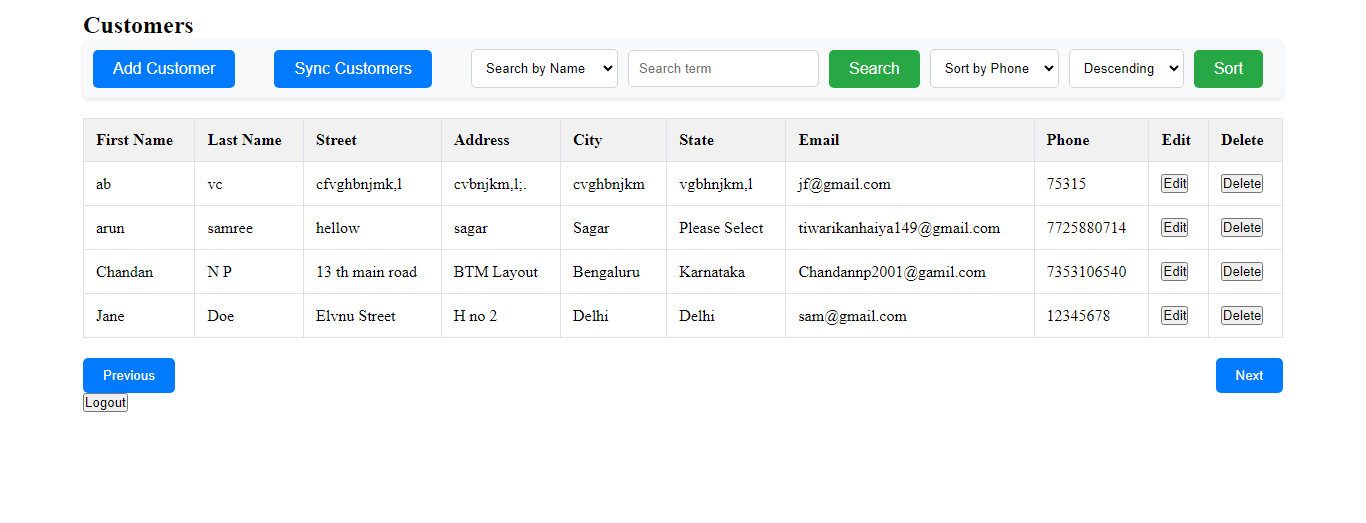 Customers
Add Customer Sync Customers Search by Name Search term Search Sort by Phone Descending Sort
First Name Last Name Street Address City State Email Phone Edit Delete
ab vc cfvghbnjmk,l cvbnjkm,l;. cvghbnjkm vgbhnjkm,l jf@gmail.com 75315 Edit Delete
arun samree hellow sagar Sagar Please Select tiwarikanhaiya149@gmail.com 7725880714 Edit Delete
Chandan N P 13 th main road BTM Layout Bengaluru Karnataka Chandannp2001@gamil.com 7353106540 Edit Delete
Jane Doe Elvnu Street H no 2 Delhi Delhi sam@gmail.com 12345678 Edit Delete
Previous Next
Logout